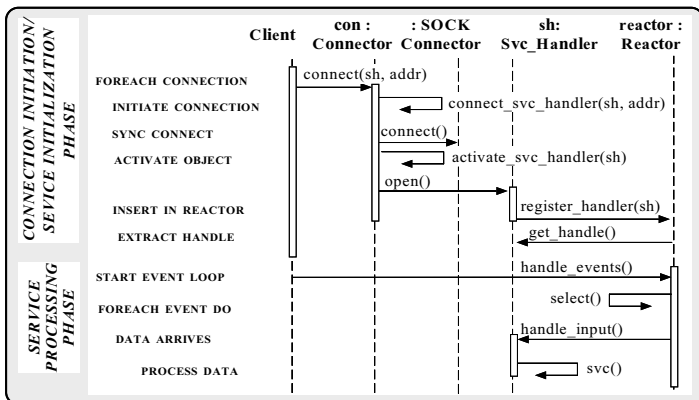 CONNECTION INITIATION/
SEVICE INITIALIZATION
PHASE
SERVICE
PROCESSING
PHASE
Client
con :
Connector
: SOCK
Connector
sh:
Svc_Handler
reactor :
Reactor
FOREACH CONNECTION
connect(sh, addr)
INITIATE CONNECTION
connect_svc_handler(sh, addr)
SYNC CONNECT
connect()
ACTIVATE OBJECT
activate_svc_handler(sh)
open()
INSERT IN REACTOR
register_handler(sh)
EXTRACT HANDLE
get_handle()
START EVENT LOOP
handle_events()
FOREACH EVENT DO
select()
DATA ARRIVES
handle_input()
PROCESS DATA
svc()